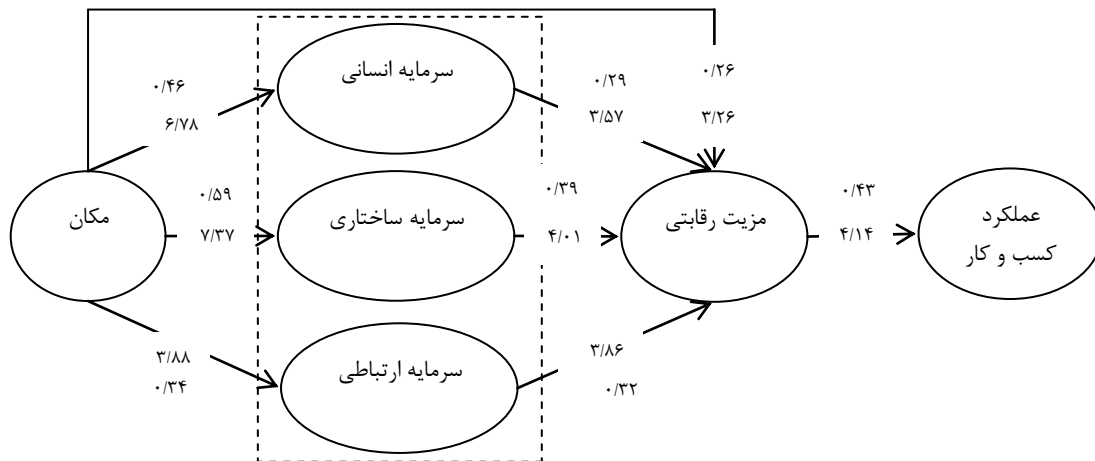 سرمایه انسانی
۰/۴۶
۶/۷۸
۰/۲۹
۳/۵۷
۰/۲۶
۳/۲۶
مکان
۰/۵۹
۷/۳۷
سرمایه ساختاری
۰/۳۹
۴/۰۱
مزیت رقابتی
۰/۴۳
۴/۱۴
عملکرد
کسب و کار
۳/۸۸
۰/۳۴
سرمایه ارتباطی
۳/۸۶
۰/۳۲